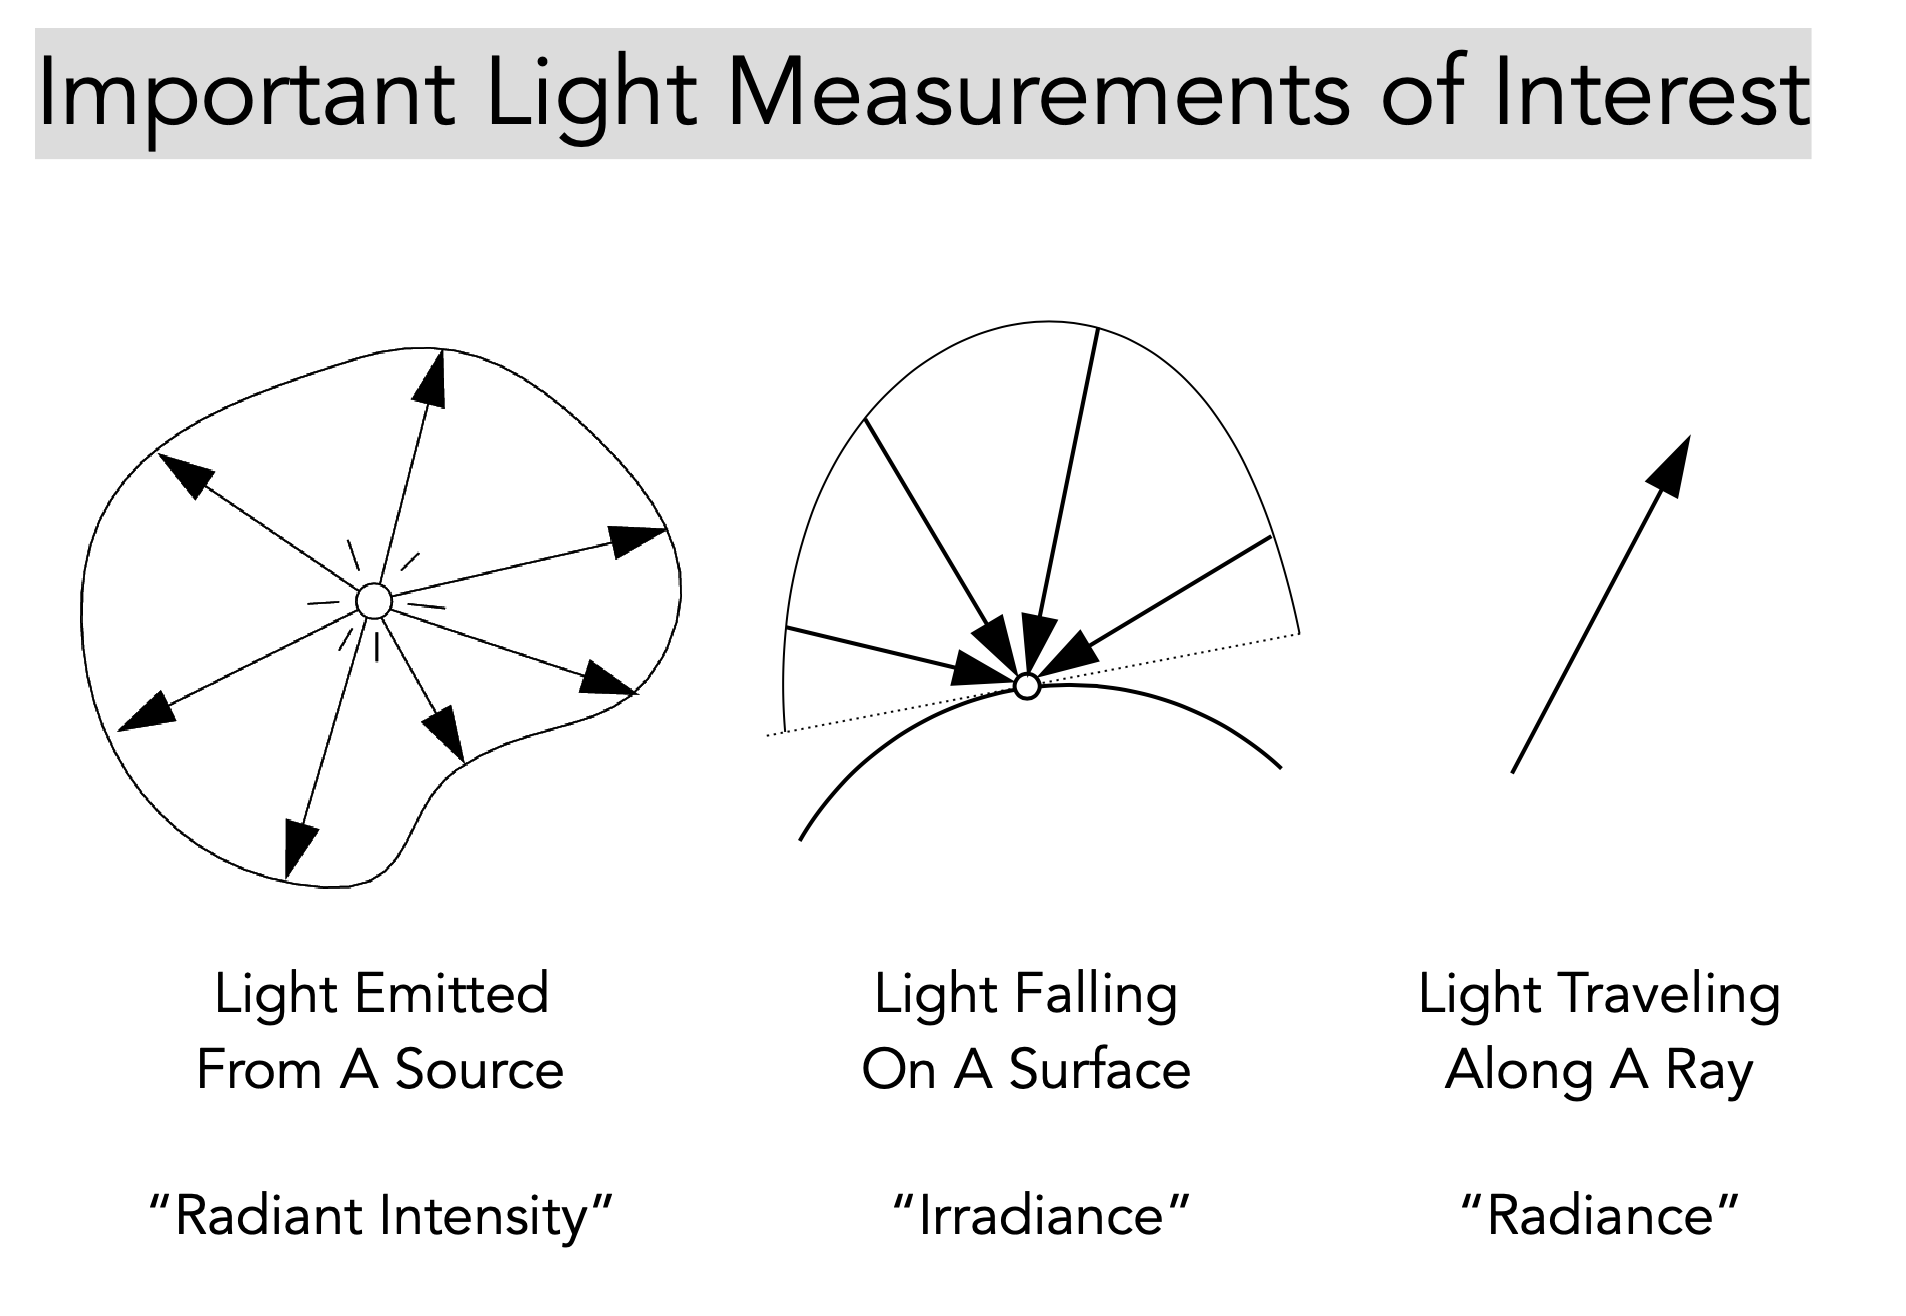 Important Light Measurements of Interest
Light Emitted
From A Source
“Radiant Intensity”
Light Falling
On A Surface
“Irradiance”
Light Traveling
Along A Ray
“Radiance”